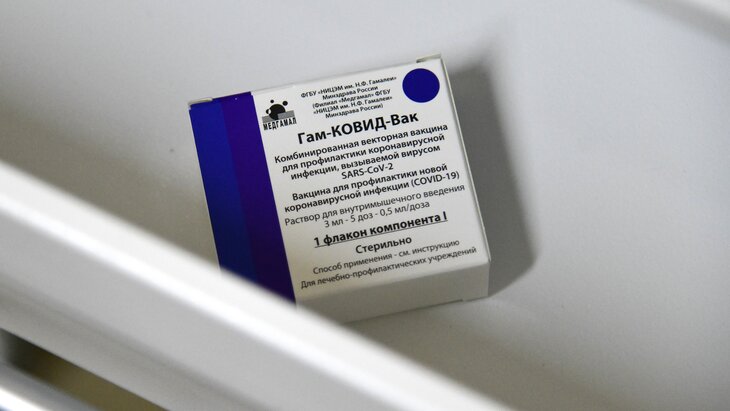 ФГБУ «НИЦЭМ им. Н.Ф. Гамалеи»
Минздрава России
(Филиал «Медгамал» ФГБУ
«НИЦЭМ им. Н.Ф. Гамалеи»
Минздрава России)
МЕДГАМАЛ
Гам-КОВИД-Вак
Комбинированная векторная вакцина
для профилактики коронавирусной
инфекции, вызываемой вирусом
SARS-CoV-2
Вакцина для профилактики новой
коронавирусной инфекции (COVID-19)
Раствор для внутримышечного введения
3 мл - 5 доз - 0,5 мл/доза
1 флакон компонента I
Стерильно
Способ применения - см. инструкцию
Для лечебно-профилактических учреждений